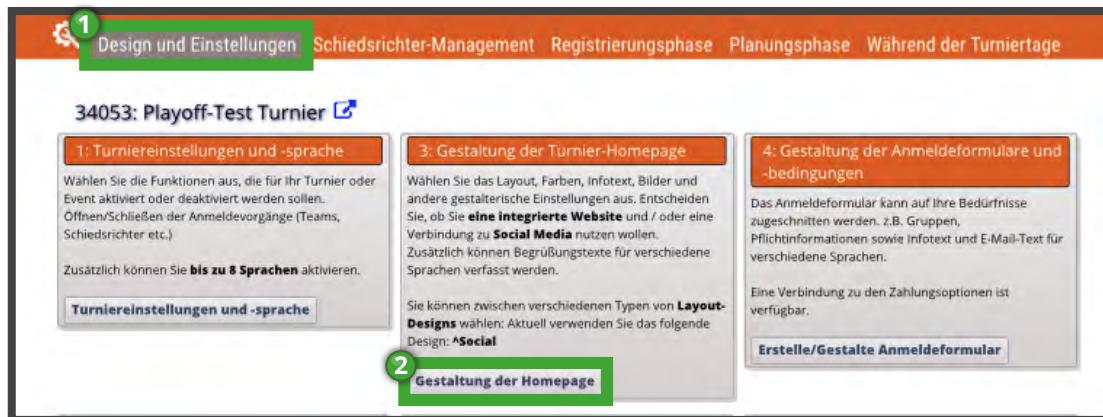 1
Design und Einstellungen Schiedsrichter-Management Registrierungsphase Planungsphase Während der Turniertage
34053: Playoff-Test Turnier
1: Turniereinstellungen und -sprache
Wählen Sie die Funktionen aus, die für Ihr Turnier oder
Event aktiviert oder deaktiviert werden sollen.
Öffnen/Schließen der Anmeldevorgänge (Teams,
Schiedsrichter etc.)
Zusätzlich können Sie bis zu 8 Sprachen aktivieren.
Turniereinstellungen und -sprache
3: Gestaltung der Turnier-Homepage
Wählen Sie das Layout, Farben, Infotext, Bilder und
andere gestalterische Einstellungen aus. Entscheiden
Sie, ob Sie eine integrierte Website und / oder eine
Verbindung zu Social Media nutzen wollen.
Zusätzlich können Begrüßungstexte für verschiedene
Sprachen verfasst werden.
Sie können zwischen verschiedenen Typen von Layout-
Designs wählen: Aktuell verwenden Sie das folgende
Design: ^Social
2
Gestaltung der Homepage
4: Gestaltung der Anmeldeformulare und
-bedingungen
Das Anmeldeformular kann auf Ihre Bedürfnisse
zugeschnitten werden. z.B. Gruppen,
Pflichtinformationen sowie Infotext und E-Mail-Text für
verschiedene Sprachen.
Eine Verbindung zu den Zahlungsoptionen ist
verfügbar.
Erstelle/Gestalte Anmeldeformular